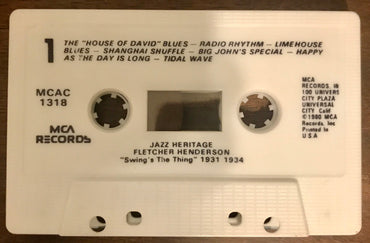 1
THE "HOUSE OF DAVID" BLUES – RADIO RHYTHM – LIMEHOUSE
BLUES – SHANGHAI SHUFFLE – BIG JOHN'S SPECIAL – HAPPY
AS THE DAY IS LONG – TIDAL WAVE
MCAC
1318
MCA
RECORDS
MCA
RECORDS, IN
100 UNIVERS
CITY PLAZA
UNIVERSAL
CITY, Calif
©1980 MCA
Records, Inc
Printed in
U S A
JAZZ HERITAGE
FLETCHER HENDERSON
"Swing's The Thing" 1931 1934